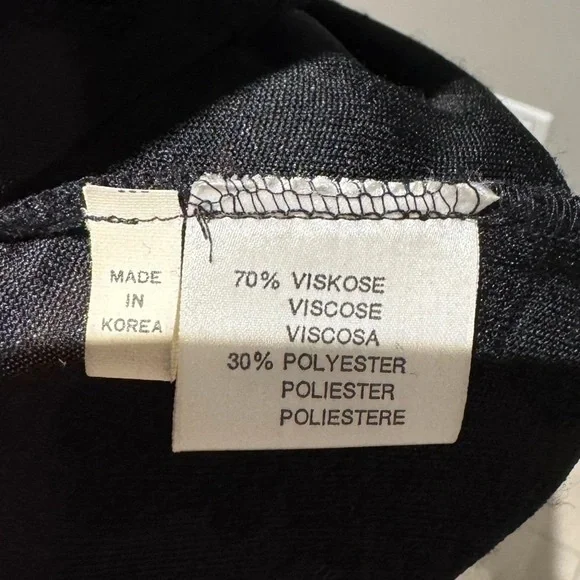 MADE
IN
KOREA
70% VISKOSE
VISCOSE
VISCOSA
30% POLYESTER
POLIESTER
POLIESTERE